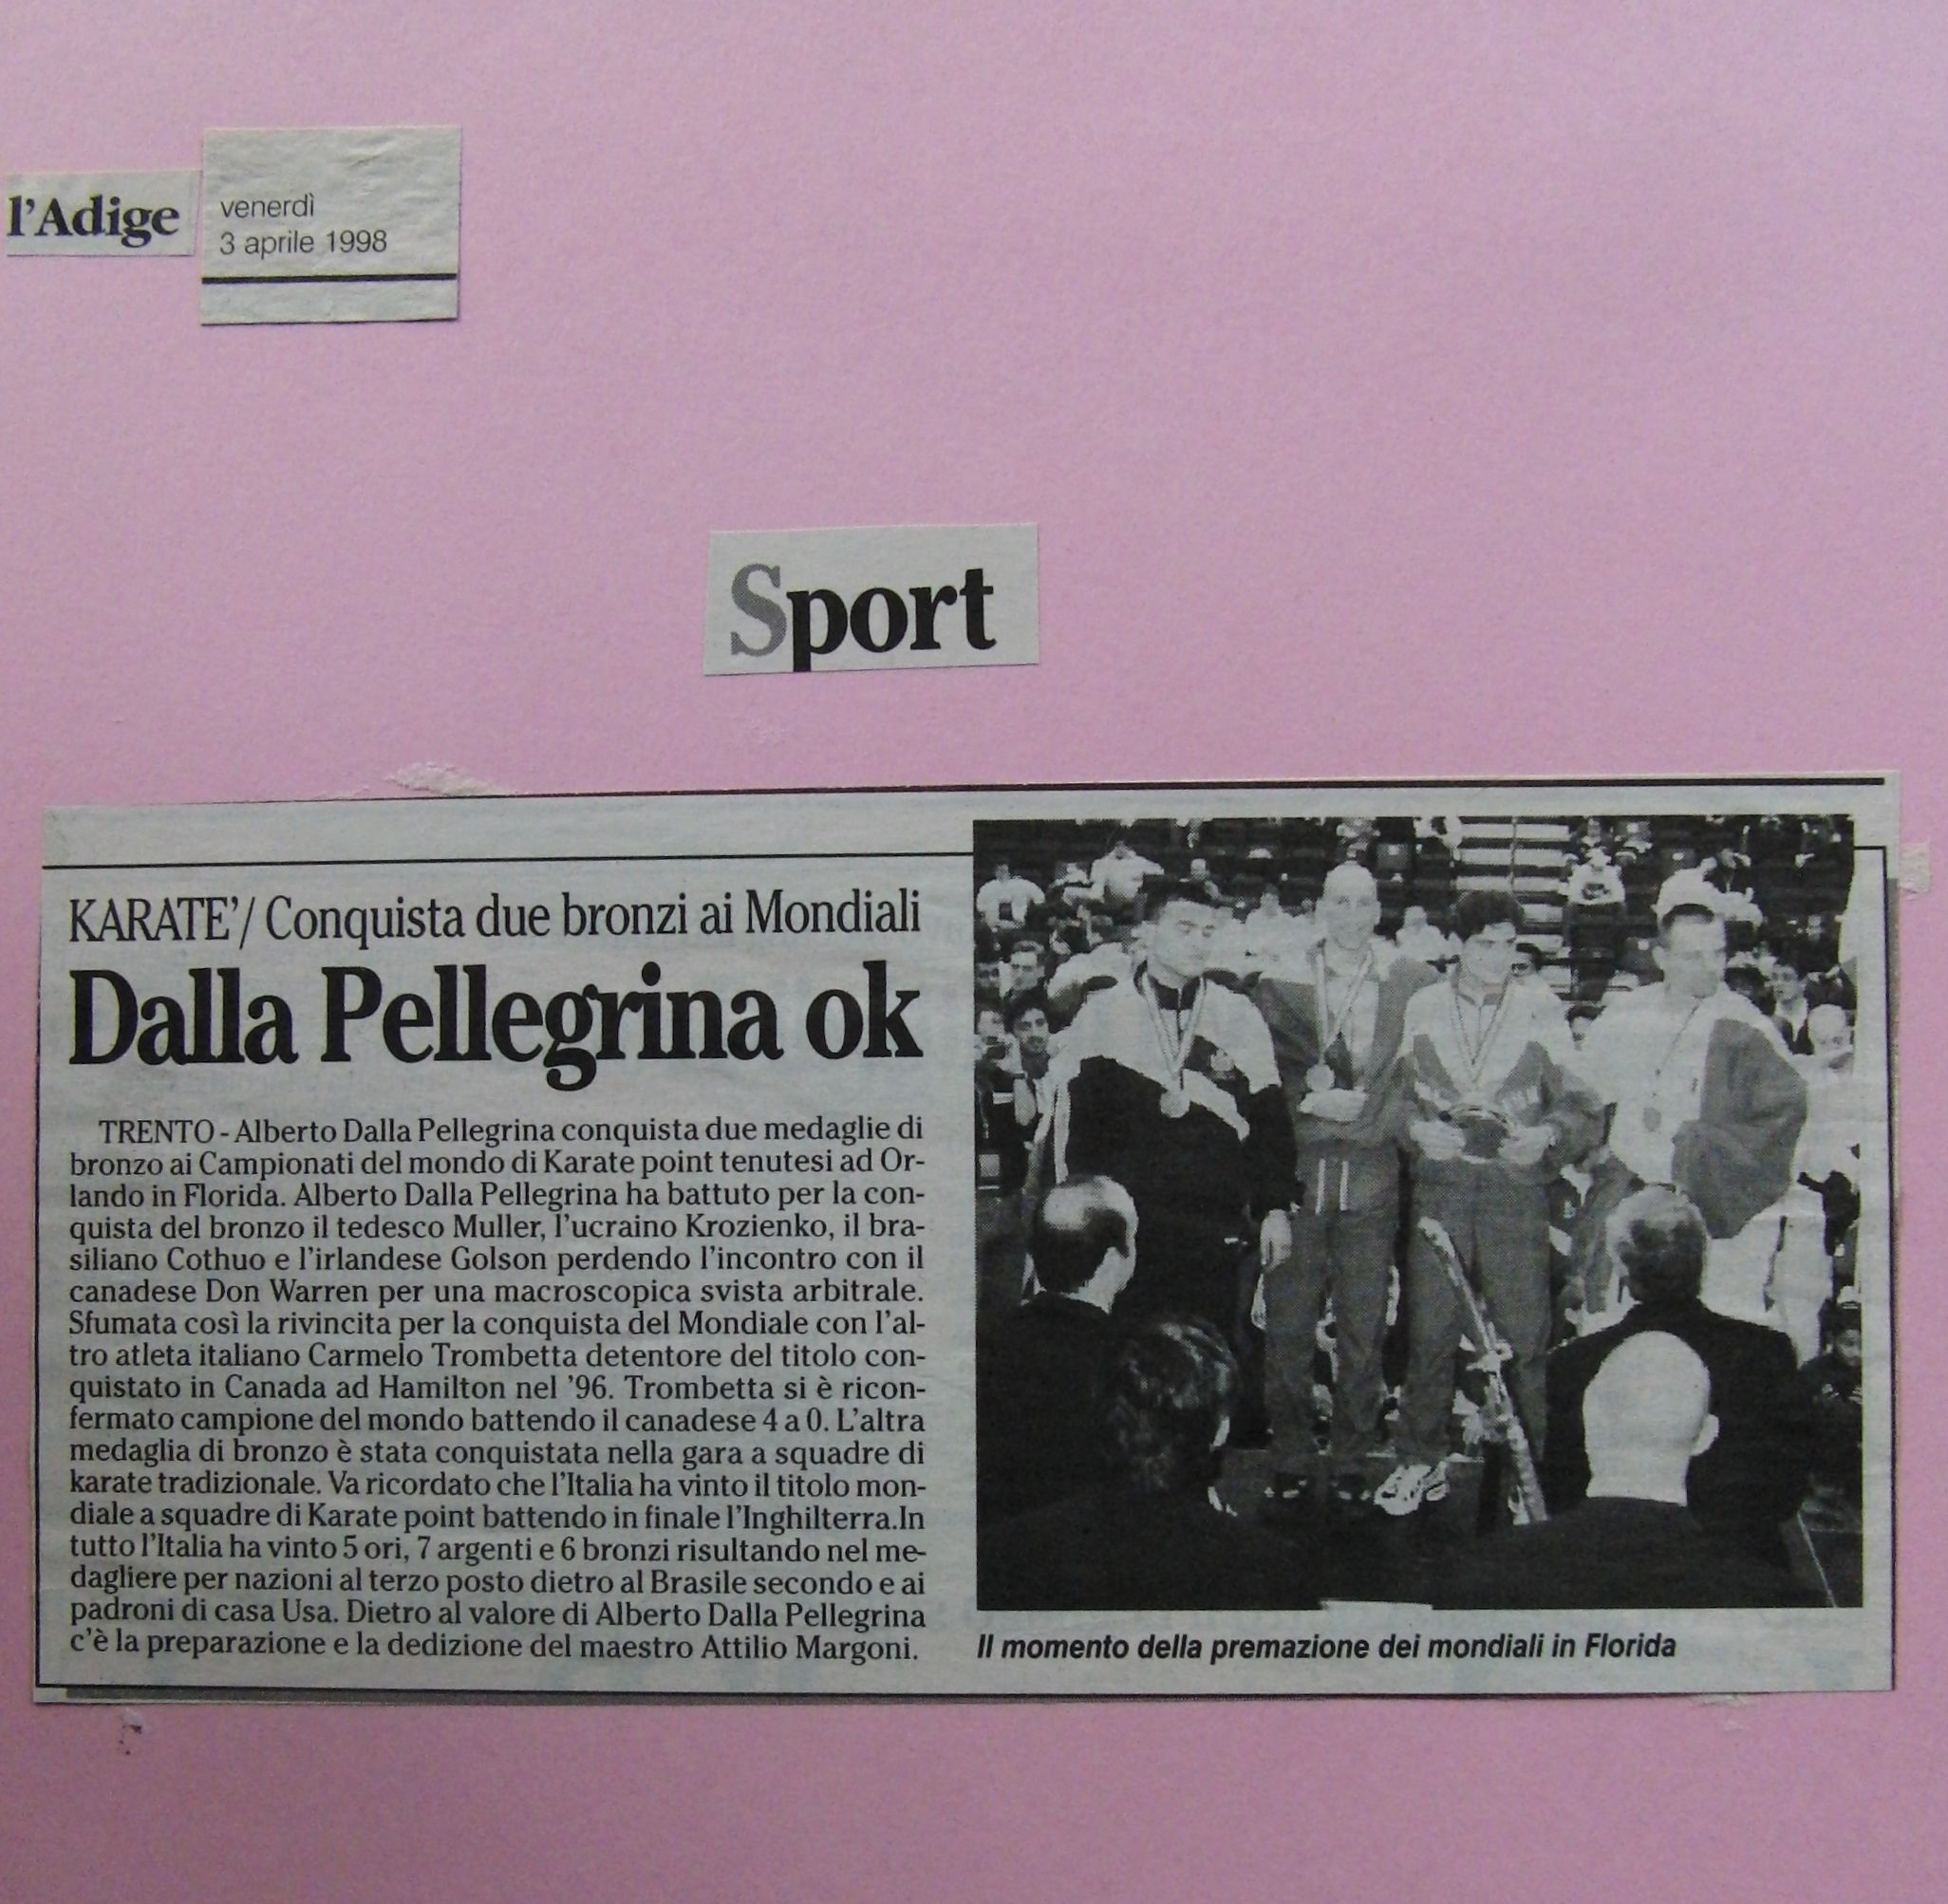 l'Adige
venerdì
3 aprile 1998
Sport
KARATE'/ Conquista due bronzi ai Mondiali
Dalla Pellegrina ok
TRENTO - Alberto Dalla Pellegrina conquista due medaglie di
bronzo ai Campionati del mondo di Karate point tenutesi ad Or-
lando in Florida. Alberto Dalla Pellegrina ha battuto per la con-
quista del bronzo il tedesco Muller, l'ucraino Krozienko, il bra-
siliano Cothuo e l'irlandese Golson perdendo l'incontro con il
canadese Don Warren per una macroscopica svista arbitrale.
Sfumata così la rivincita per la conquista del Mondiale con l'al-
tro atleta italiano Carmelo Trombetta detentore del titolo con-
quistato in Canada ad Hamilton nel '96. Trombetta si è ricon-
fermato campione del mondo battendo il canadese 4 a 0. L'altra
medaglia di bronzo è stata conquistata nella gara a squadre di
karate tradizionale. Va ricordato che l'Italia ha vinto il titolo mon-
diale a squadre di Karate point battendo in finale l'Inghilterra.In
tutto l'Italia ha vinto 5 ori, 7 argenti e 6 bronzi risultando nel me-
dagliere per nazioni al terzo posto dietro al Brasile secondo e ai
padroni di casa Usa. Dietro al valore di Alberto Dalla Pellegrina
c'è la preparazione e la dedizione del maestro Attilio Margoni.
Il momento della premazione dei mondiali in Florida